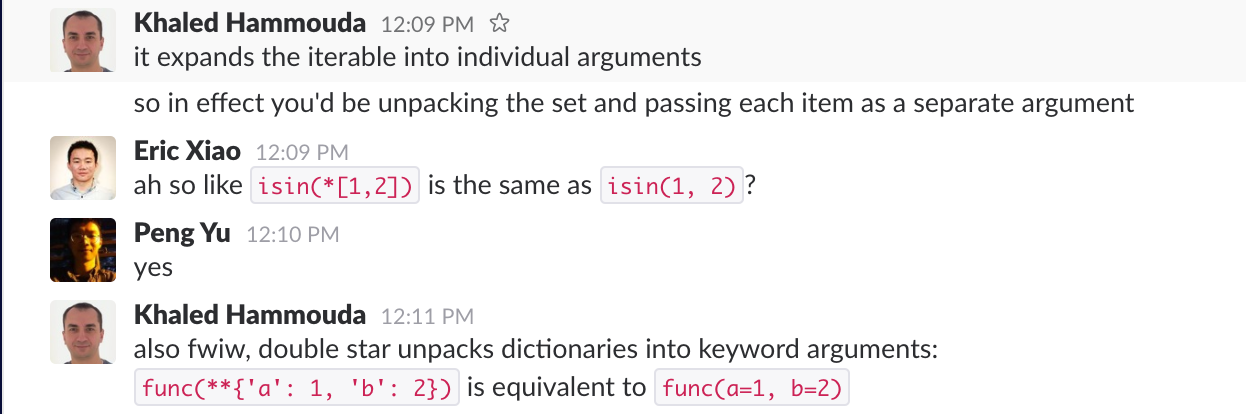 Khaled Hammouda 12:09 PM ☆
it expands the iterable into individual arguments
so in effect you'd be unpacking the set and passing each item as a separate argument
Eric Xiao 12:09 PM
ah so like isin(*[1,2]) is the same as isin(1, 2)?
Peng Yu 12:10 PM
yes
Khaled Hammouda 12:11 PM
also fwiw, double star unpacks dictionaries into keyword arguments:
func(**{'a': 1, 'b': 2}) is equivalent to func(a=1, b=2)